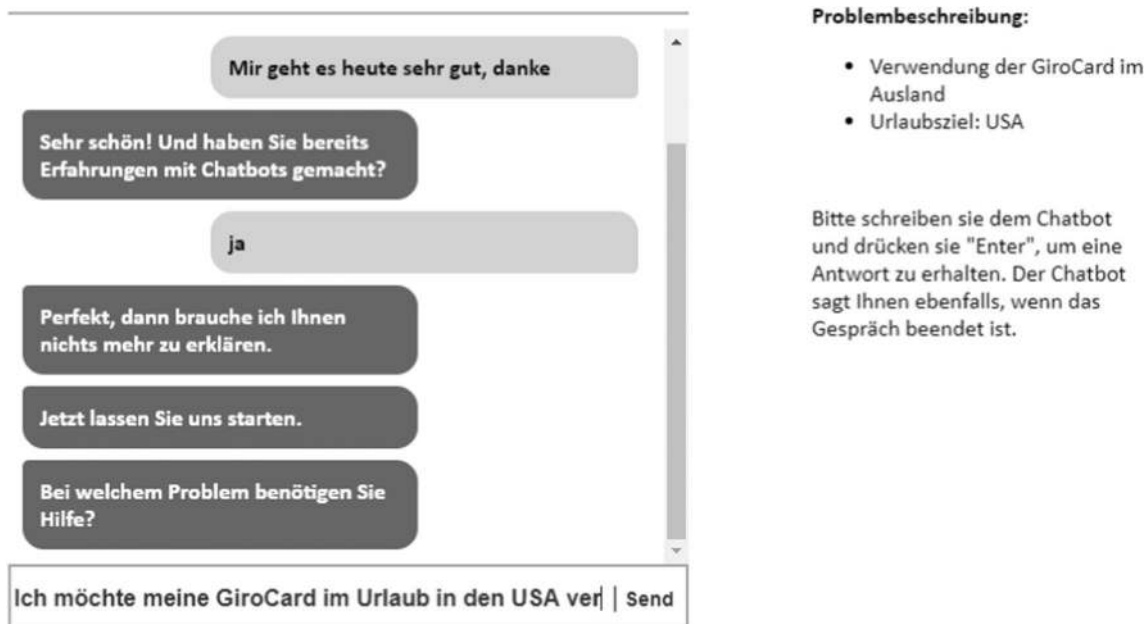 Mir geht es heute sehr gut, danke
Sehr schön! Und haben Sie bereits
Erfahrungen mit Chatbots gemacht?
ja
Perfekt, dann brauche ich Ihnen
nichts mehr zu erklären.
Jetzt lassen Sie uns starten.
Bei welchem Problem benötigen Sie
Hilfe?
Ich möchte meine GiroCard im Urlaub in den USA ver| | Send
Problembeschreibung:
• Verwendung der GiroCard im
Ausland
• Urlaubsziel: USA
Bitte schreiben sie dem Chatbot
und drücken sie "Enter", um eine
Antwort zu erhalten. Der Chatbot
sagt Ihnen ebenfalls, wenn das
Gespräch beendet ist.